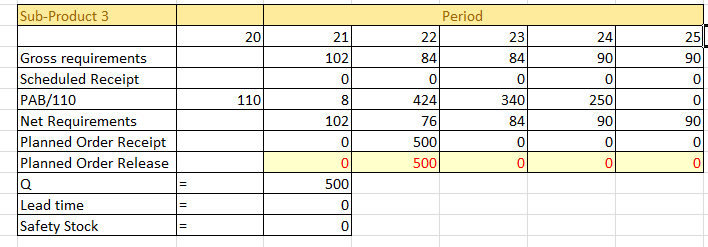 Sub-Product 3 Period
20 21 22 23 24 25
Gross requirements 102 84 84 90 90
Scheduled Receipt 0 0 0 0 0
PAB/110 110 8 424 340 250 0
Net Requirements 102 76 84 90 90
Planned Order Receipt 0 500 0 0 0
Planned Order Release 0 500 0 0 0
Q = 500
Lead time = 0
Safety Stock = 0